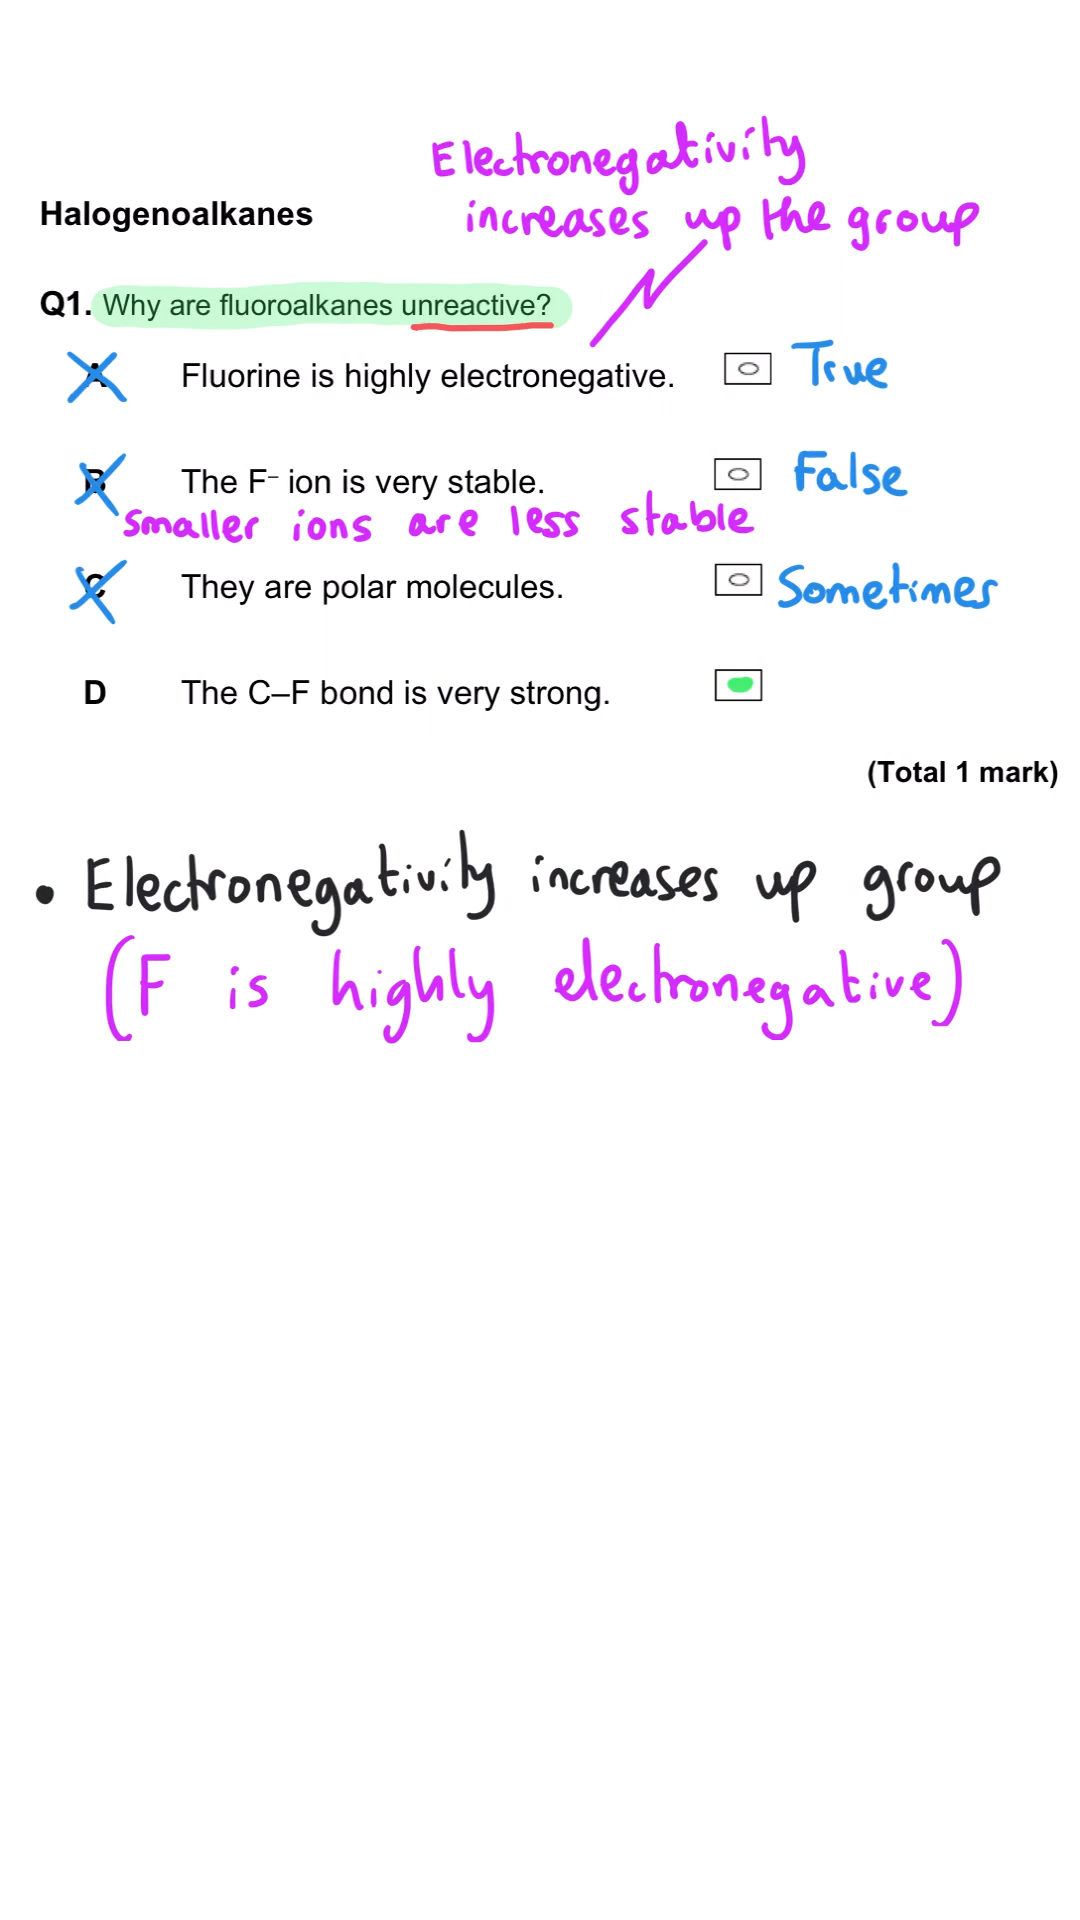 Electronegativity
increases up the group
Halogenoalkanes
Q1. Why are fluoroalkanes unreactive?
A Fluorine is highly electronegative. True
B The F⁻ ion is very stable. False
Smaller ions are less stable
C They are polar molecules. Sometimes
D The C–F bond is very strong.
(Total 1 mark)
• Electronegativity increases up group
(F is highly electronegative)